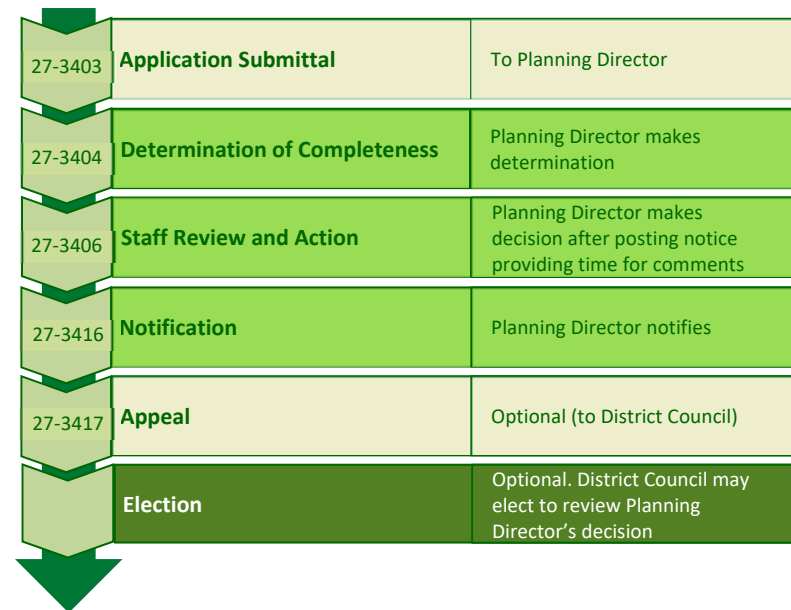 27-3403
Application Submittal
To Planning Director
27-3404
Determination of Completeness
Planning Director makes
determination
27-3406
Staff Review and Action
Planning Director makes
decision after posting notice
providing time for comments
27-3416
Notification
Planning Director notifies
27-3417
Appeal
Optional (to District Council)
Election
Optional. District Council may
elect to review Planning
Director’s decision